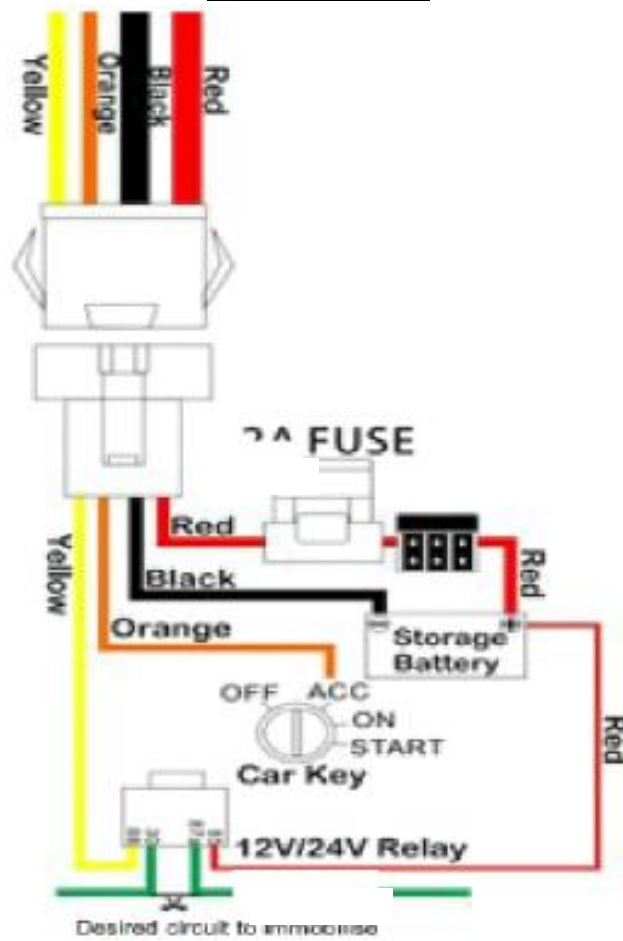 Yellow
Orange
Black
Red
FUSE
Red
Yellow
Black
Red
Orange
Storage
Battery
OFF ACC
ON
START
Car Key
Red
12V/24V Relay
Desired circuit to immobilise